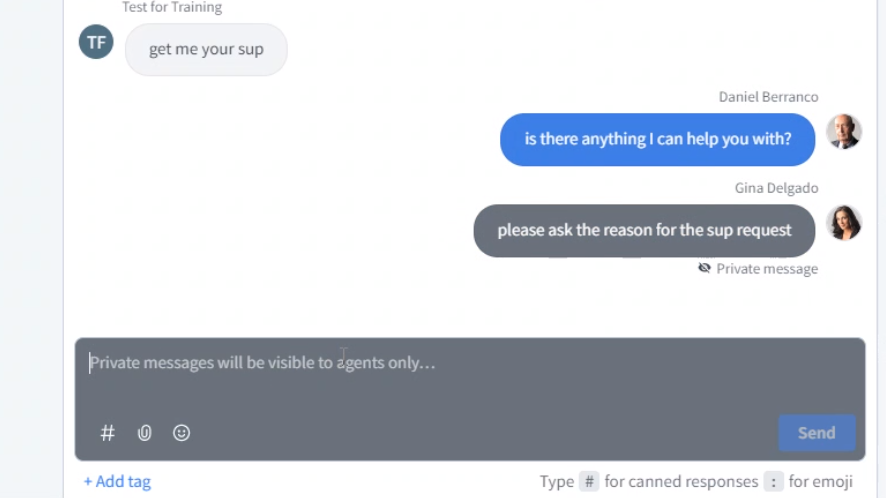 Test for Training
TF
get me your sup
Daniel Berranco
is there anything I can help you with?
Gina Delgado
please ask the reason for the sup request
Private message
Private messages will be visible to agents only...
Send
+ Add tag
Type # for canned responses : for emoji